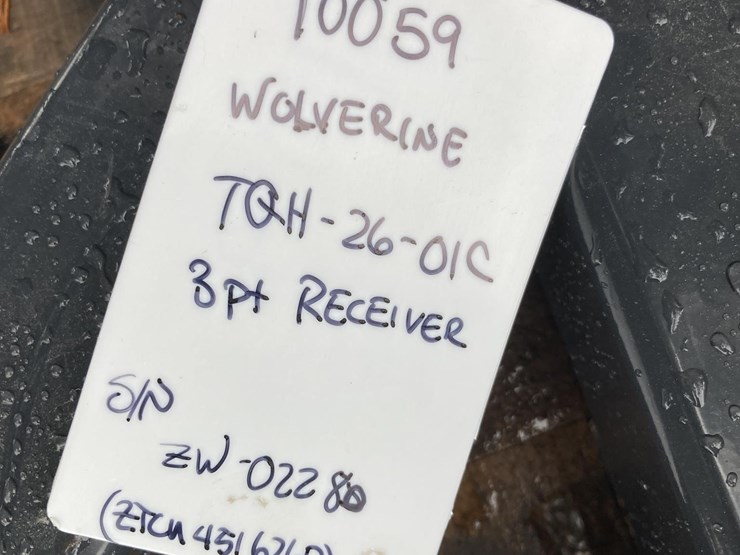 10059
WOLVERINE
TQH-26-01C
3pt RECEIVER
S/N
ZW-02280